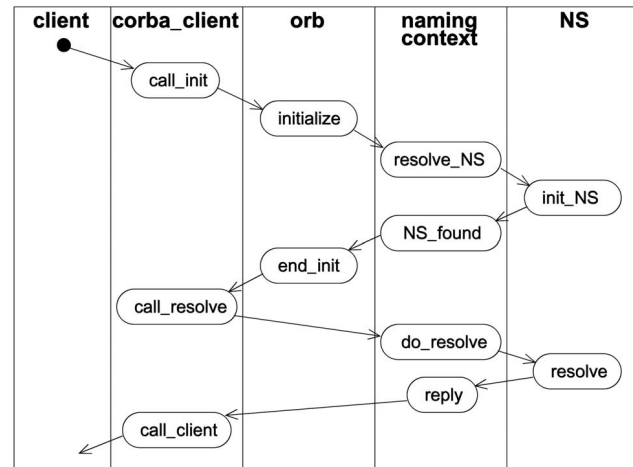 client
corba_client
orb
naming
context
NS
call_init
initialize
resolve_NS
init_NS
NS_found
end_init
call_resolve
do_resolve
resolve
reply
call_client